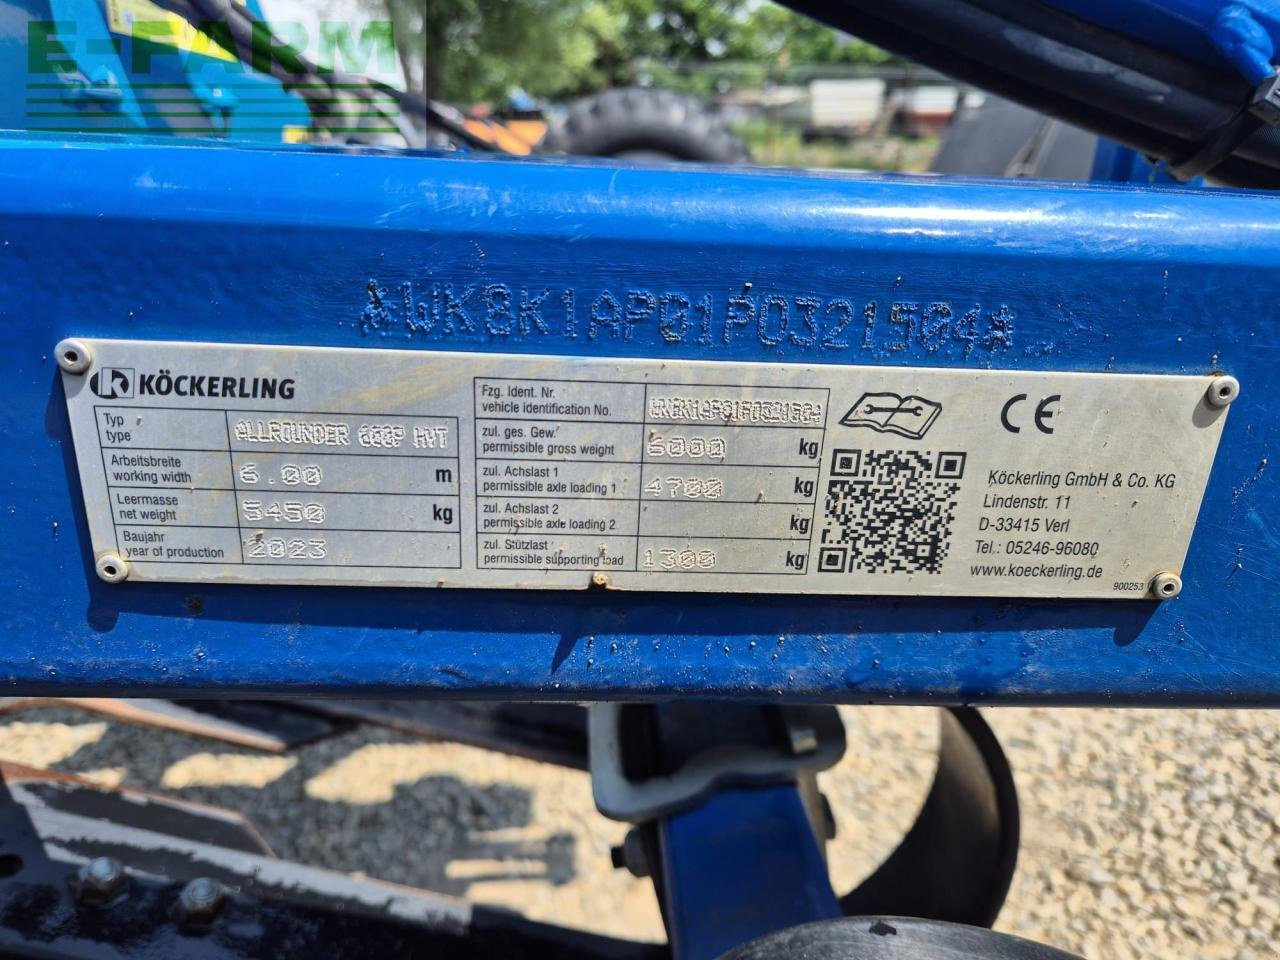 E-FARM
*WK8K1AP01P0321504*
KÖCKERLING
Typ
type
ALLROUNDER 600P HVT
Arbeitsbreite
working width
6.00 m
Leermasse
net weight
5450 kg
Baujahr
year of production
2023
Fzg. Ident. Nr.
vehicle identification No.
WK8K1AP01P0321504
zul. ges. Gew.
permissible gross weight
6000 kg
zul. Achslast 1
permissible axle loading 1
4700 kg
zul. Achslast 2
permissible axle loading 2
kg
zul. Stützlast
permissible supporting load
1300 kg
CE
Köckerling GmbH & Co. KG
Lindenstr. 11
D-33415 Verl
Tel.: 05246-96080
www.koeckerling.de
900253